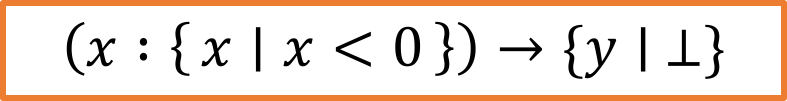 (x : { x | x < 0 }) → {y | ⊥}